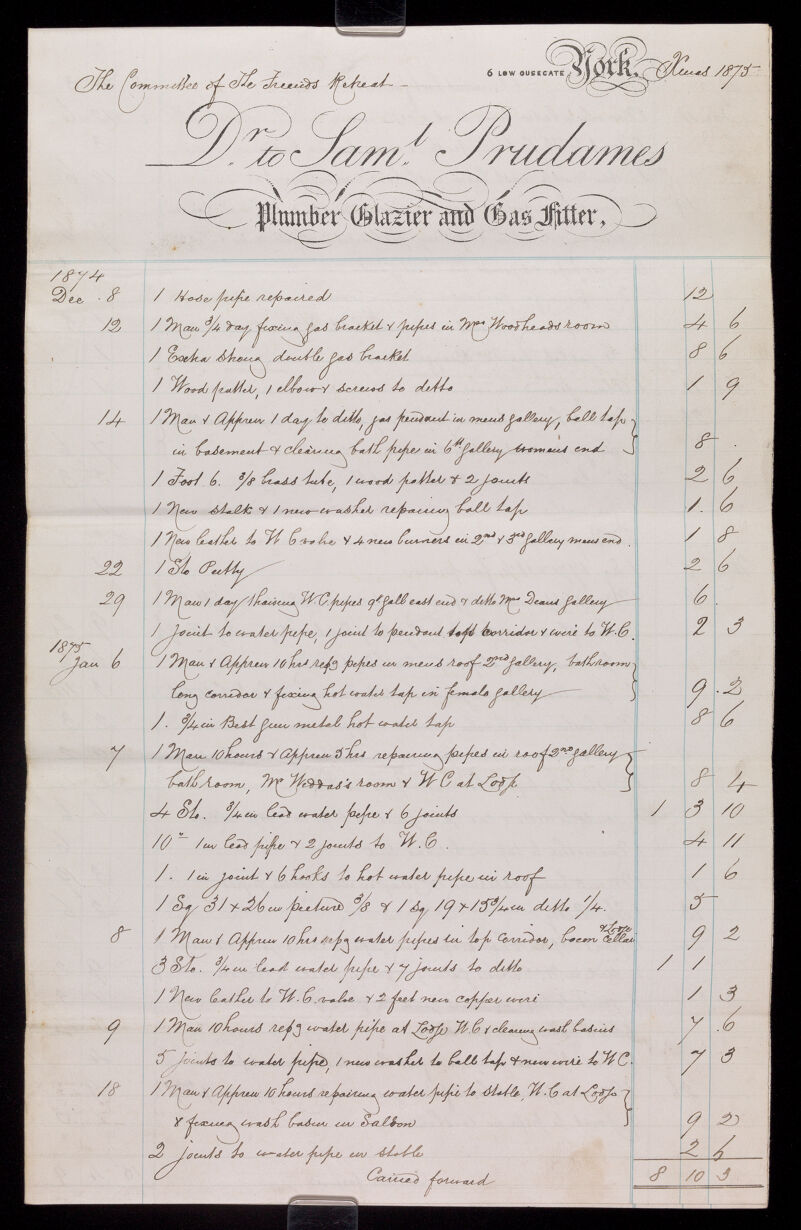 6 LOW OUSEGATE York, Xmas 1875
The Committee of The Friends Retreat
Dr. to Saml. Prudames
Plumber Glazier and Gas Fitter,
1874
Dec. 8 1 Hose pipe repaired 12
12 1 Man 3/4 day fixing gas bracket & pipes in Mrs Woodheads room 4 6
1 Extra strong double gas bracket 8 6
1 Wood patter, 1 elbow & screws to ditto 1 9
14 1 Man & Appren 1 day to ditto, gas pendant in mens gallery, ball tap
in basement & clearing bath pipe in 6th gallery womens end 8 .
1 Foot 6. 3/8 brass tube, 1 wood patter & 2 joints 2 6
1 New stalk & 1 new washer repairing ball tap 1. 6
1 New leather to W C valve & 4 new burners in 2nd & 3rd gallery mens end. 1 8
22 1 Sto Putty 2 6
29 1 Man 1 day thawing WC pipes gall east end & ditto Mrs Deans gallery 6.
1 Joint to water pipe, 1 joint to pendant corridor & wire to W.C. 2 3
1875
Jan 6 1 Man & Appren 10 hrs repg pipes in mens roof 2nd gallery, bathroom
long corridor & fixing hot water tap in female gallery 9. 2
1. 3/4 in Best gun metal hot water tap 8 6
7 1 Man 10 hours & Appren 5 hrs repairing pipes in roof 2nd gallery
bathroom, Mr Widdas's room & W C at Lodge 8 4
4 Sto. 3/4 in lead water pipe & 6 joints 1 3 10
10" 1 in lead pipe & 2 joints to W.C. 4 11
1. 1 in joint & 6 hooks to hot water pipe in roof 1 6
1 Sq 31 x 26 in picture 3/8 & 1 Sq 19 x 15 3/4 in ditto 1/4. 5
8 1 Man & Appren 10 hrs repg water pipes in top corridor, bacon cellar & Lodge 9 2
3 Sto. 3/4 in lead water pipe & 7 joints to ditto 1 1
1 New leather to W.C. valve & 2 feet new copper wire 1 3
9 1 Man 10 hours repg water pipe at Lodge W.C & clearing wash basins 7 .6
5 joints to water pipe, 1 new washer to ball tap & new wire to W C. 7 3
18 1 Man & Appren 10 hours repairing water pipe to stable, W.C at Lodge
& fixing wash basin in Saloon 9 2
2 joints to water pipe in stable 2 6
Carried forward 8 10 3